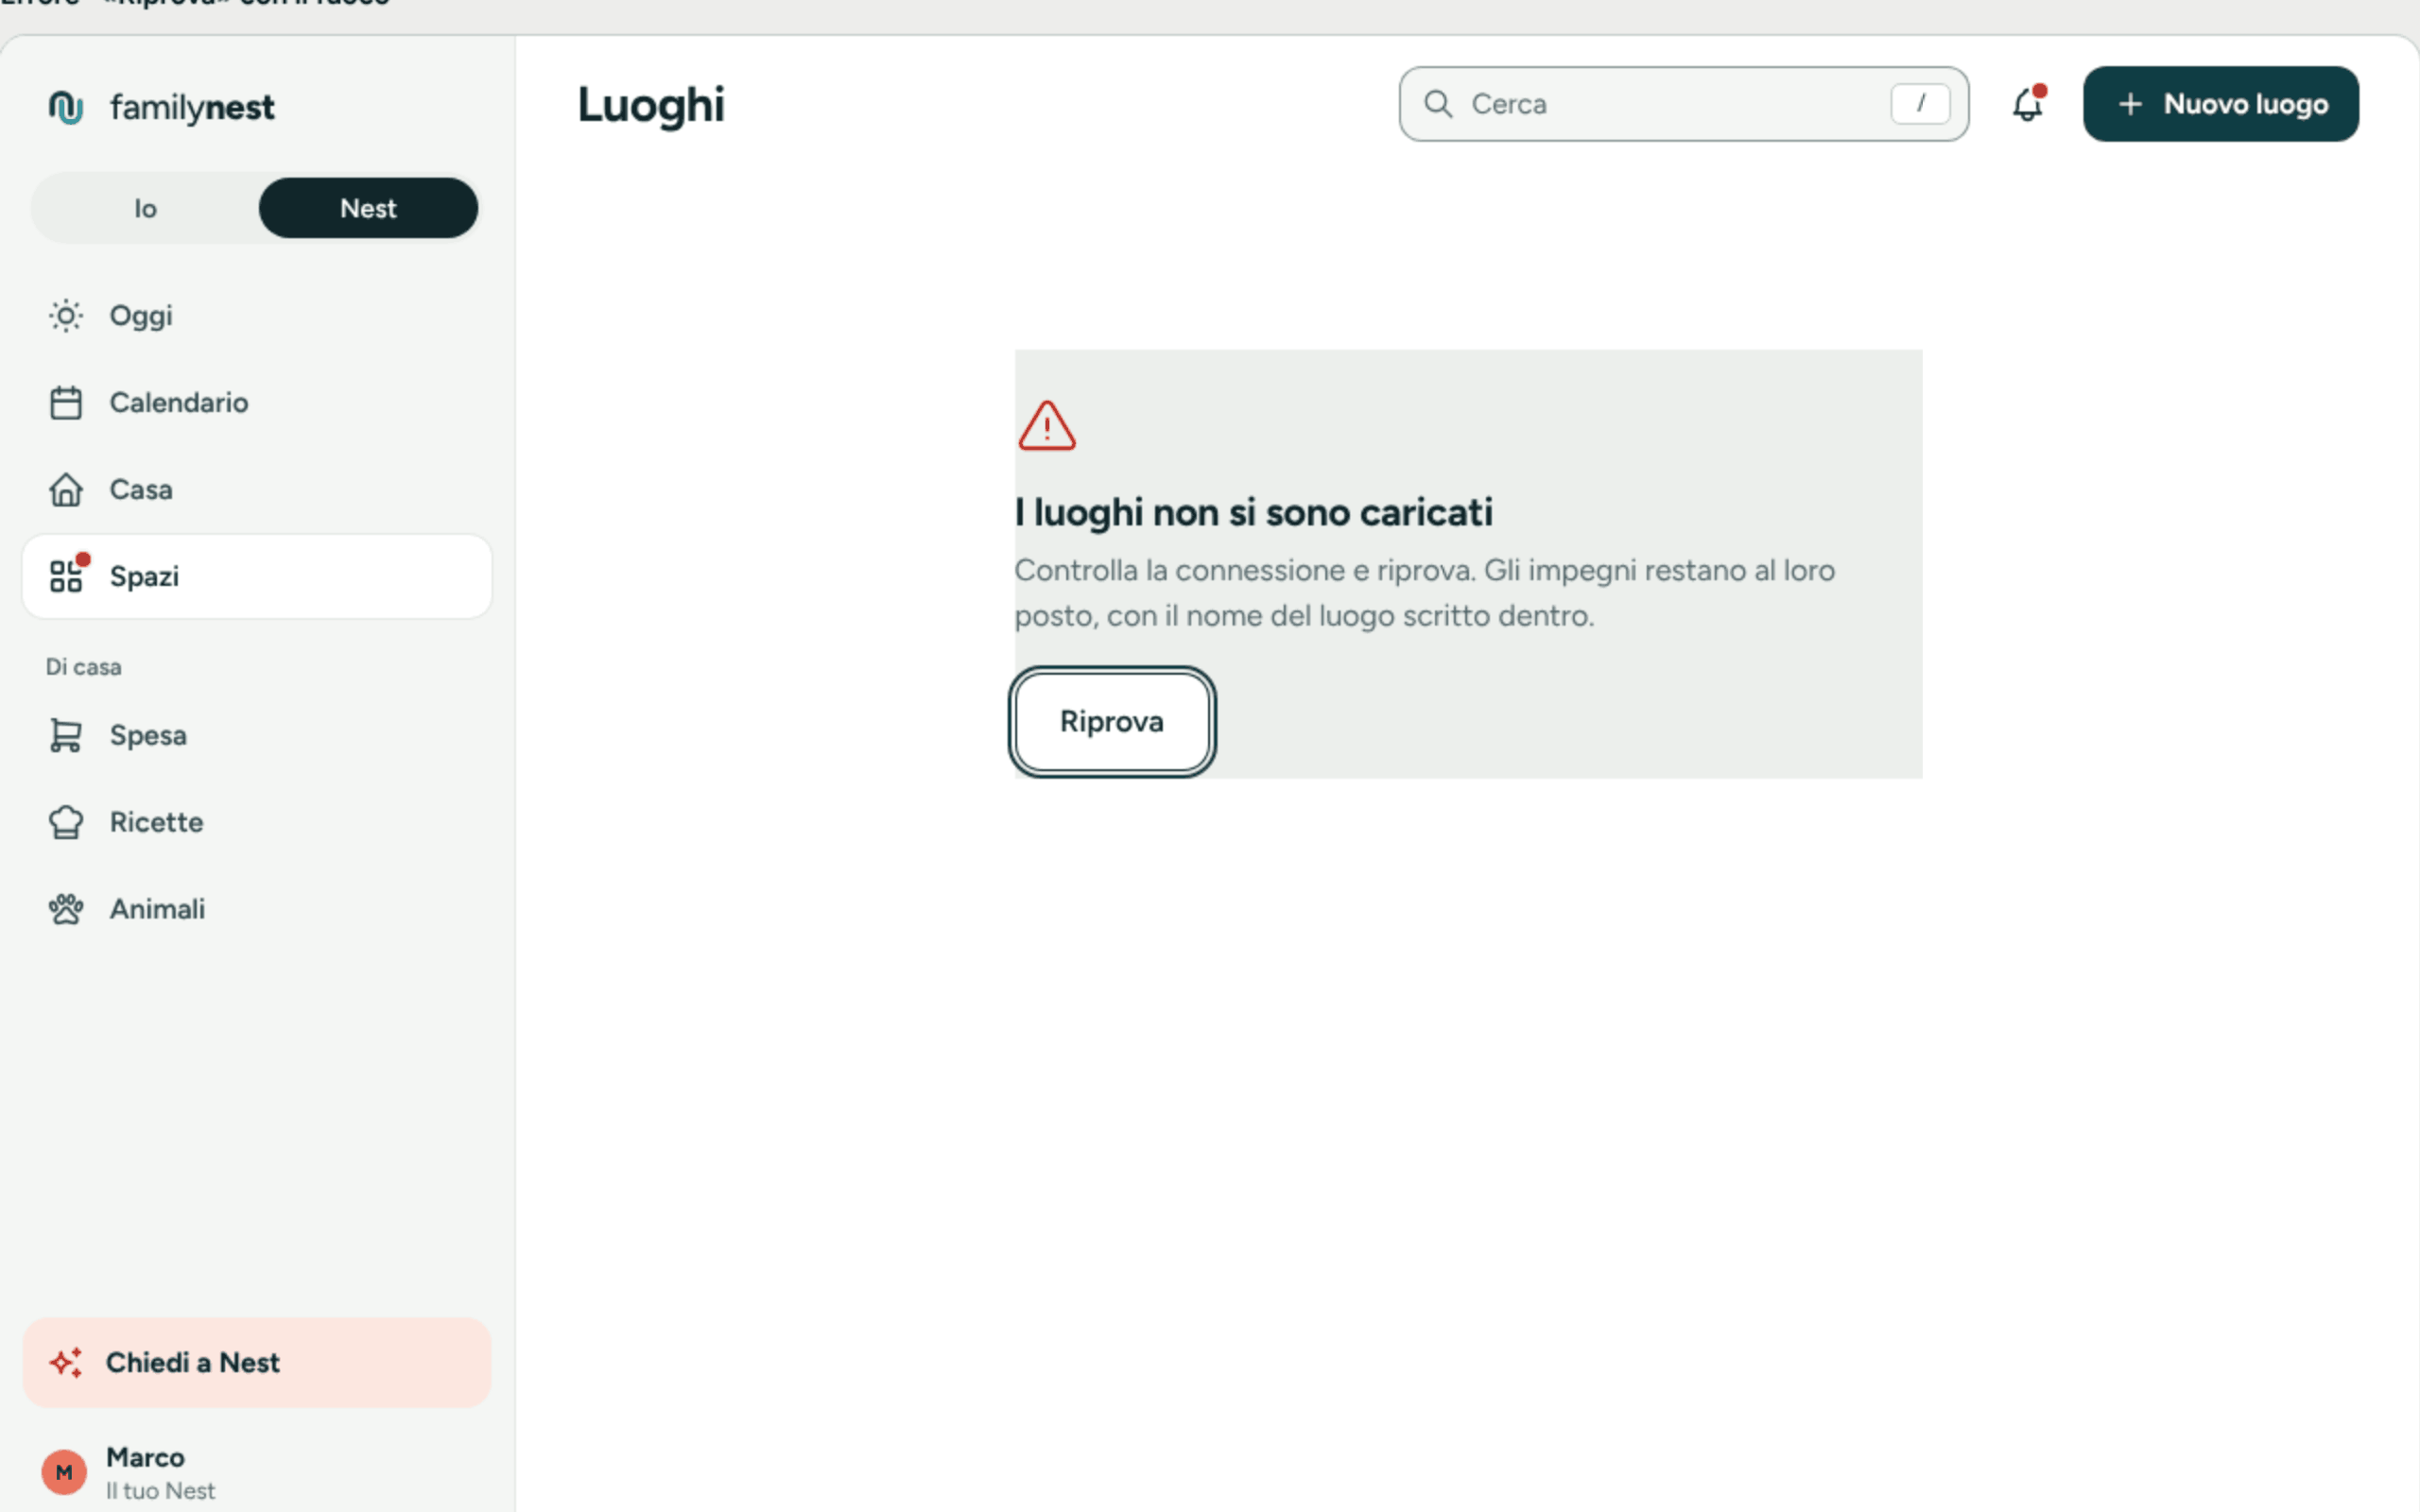 familynest
Io
Nest
Oggi
Calendario
Casa
Spazi
Di casa
Spesa
Ricette
Animali
Chiedi a Nest
M
Marco
Il tuo Nest
Luoghi
Cerca
/
Nuovo luogo
I luoghi non si sono caricati
Controlla la connessione e riprova. Gli impegni restano al loro
posto, con il nome del luogo scritto dentro.
Riprova